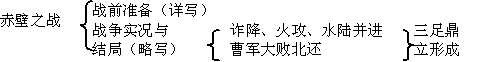 赤壁之战
战前准备（详写）
战争实况与
结局（略写）
诈降、火攻、水陆并进
曹军大败北还
三足鼎
立形成